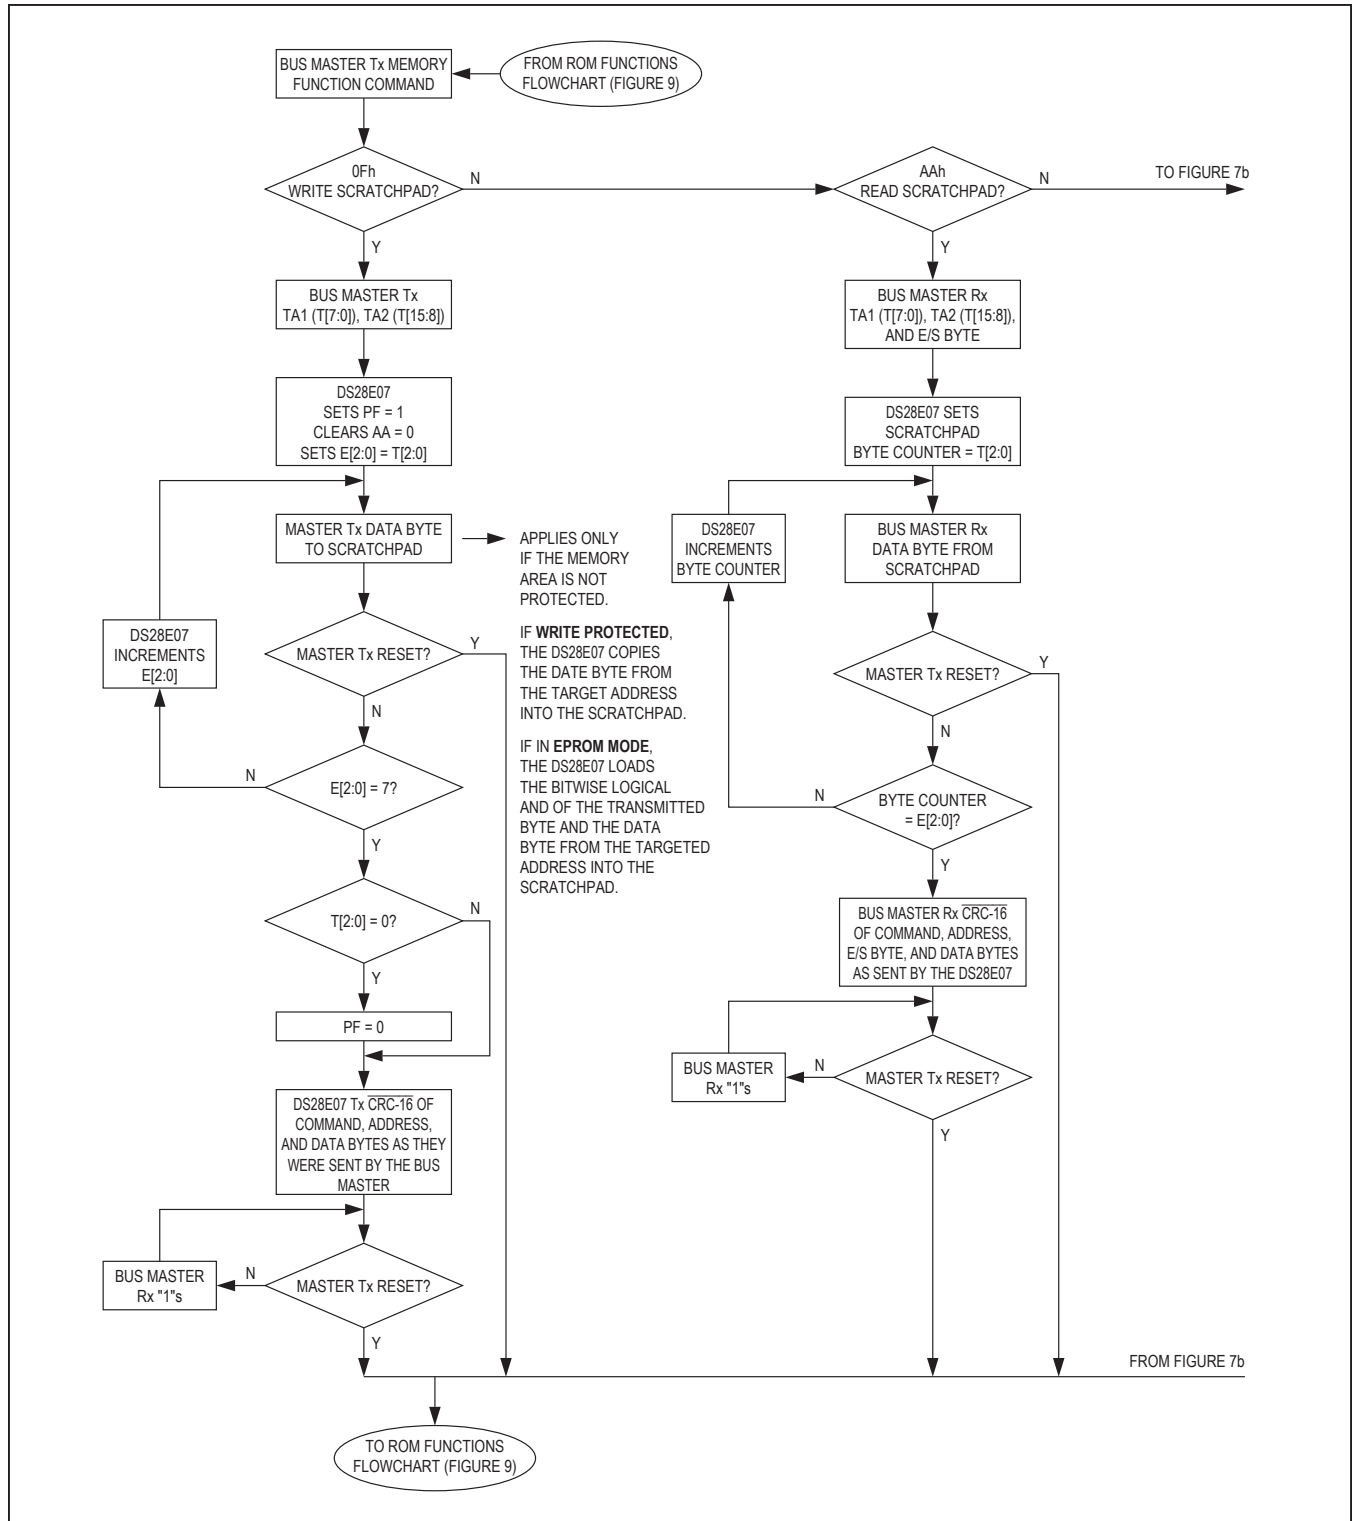 BUS MASTER Tx MEMORY
FUNCTION COMMAND
FROM ROM FUNCTIONS
FLOWCHART (FIGURE 9)
0Fh
WRITE SCRATCHPAD?
N
Y
AAh
READ SCRATCHPAD?
N
Y
TO FIGURE 7b
BUS MASTER Tx
TA1 (T[7:0]), TA2 (T[15:8])
DS28E07
SETS PF = 1
CLEARS AA = 0
SETS E[2:0] = T[2:0]
MASTER Tx DATA BYTE
TO SCRATCHPAD
APPLIES ONLY
IF THE MEMORY
AREA IS NOT
PROTECTED.
IF WRITE PROTECTED,
THE DS28E07 COPIES
THE DATE BYTE FROM
THE TARGET ADDRESS
INTO THE SCRATCHPAD.
IF IN EPROM MODE,
THE DS28E07 LOADS
THE BITWISE LOGICAL
AND OF THE TRANSMITTED
BYTE AND THE DATA
BYTE FROM THE TARGETED
ADDRESS INTO THE
SCRATCHPAD.
DS28E07
INCREMENTS
E[2:0]
MASTER Tx RESET?
Y
N
E[2:0] = 7?
N
Y
T[2:0] = 0?
N
Y
PF = 0
DS28E07 Tx CRC-16 OF
COMMAND, ADDRESS,
AND DATA BYTES AS THEY
WERE SENT BY THE BUS
MASTER
BUS MASTER
Rx "1"s
N
MASTER Tx RESET?
Y
BUS MASTER Rx
TA1 (T[7:0]), TA2 (T[15:8]),
AND E/S BYTE
DS28E07 SETS
SCRATCHPAD
BYTE COUNTER = T[2:0]
DS28E07
INCREMENTS
BYTE COUNTER
BUS MASTER Rx
DATA BYTE FROM
SCRATCHPAD
MASTER Tx RESET?
Y
N
BYTE COUNTER
= E[2:0]?
N
Y
BUS MASTER Rx CRC-16
OF COMMAND, ADDRESS,
E/S BYTE, AND DATA BYTES
AS SENT BY THE DS28E07
BUS MASTER
Rx "1"s
N
MASTER Tx RESET?
Y
FROM FIGURE 7b
TO ROM FUNCTIONS
FLOWCHART (FIGURE 9)